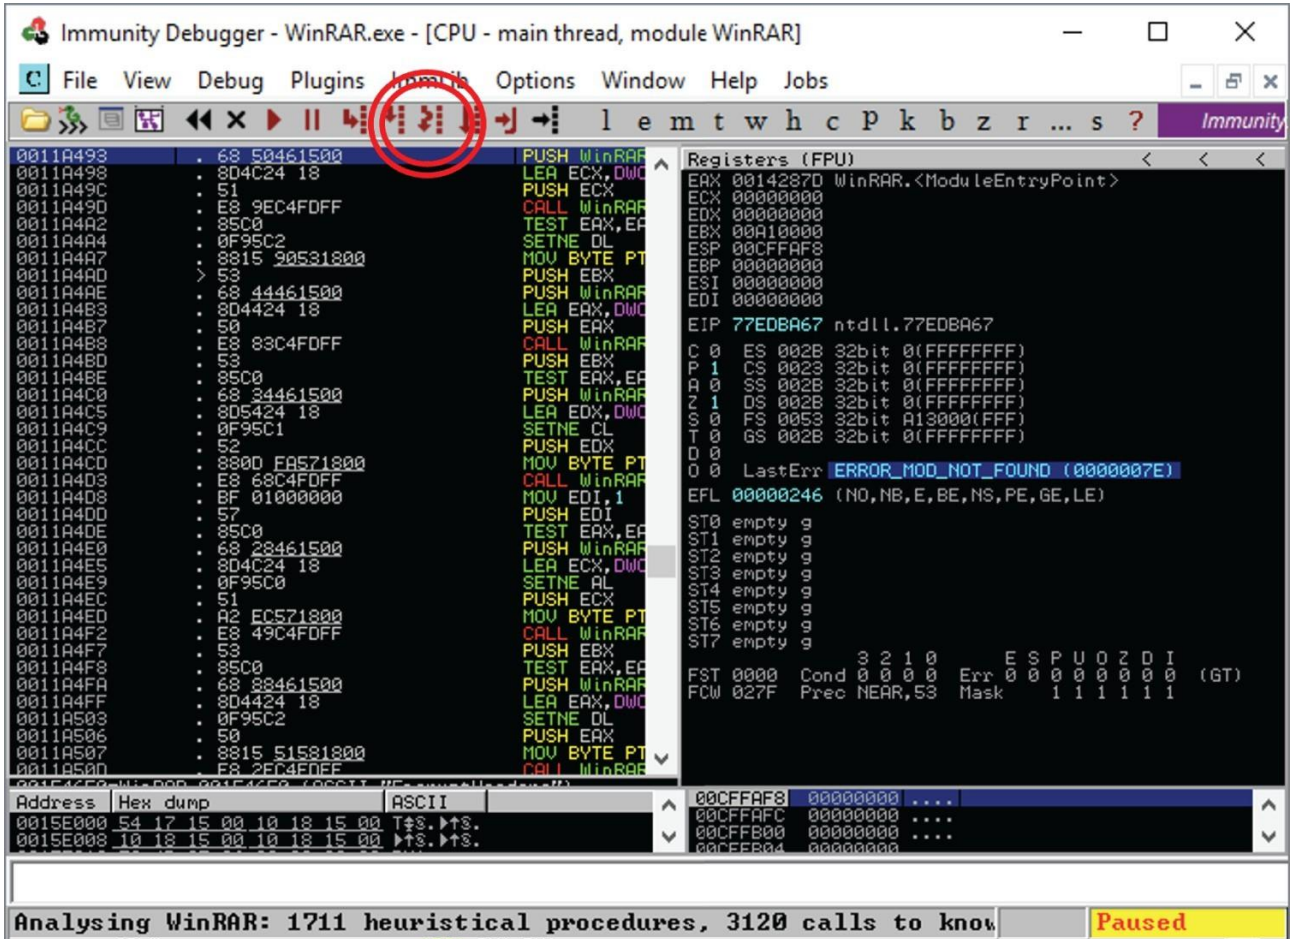 Immunity Debugger - WinRAR.exe - [CPU - main thread, module WinRAR]
C File View Debug Plugins ImmLib Options Window Help Jobs
l e m t w h c P k b z r ... s ? Immunity
0011A493 . 68 50461500 PUSH WinRAR
0011A498 . 8D4C24 18 LEA ECX,DWO
0011A49C . 51 PUSH ECX
0011A49D . E8 9EC4FDFF CALL WinRAR
0011A4A2 . 85C0 TEST EAX,EA
0011A4A4 . 0F95C2 SETNE DL
0011A4A7 . 8815 90531800 MOV BYTE PT
0011A4AD > 53 PUSH EBX
0011A4AE . 68 44461500 PUSH WinRAR
0011A4B3 . 8D4424 18 LEA EAX,DWO
0011A4B7 . 50 PUSH EAX
0011A4B8 . E8 83C4FDFF CALL WinRAR
0011A4BD . 53 PUSH EBX
0011A4BE . 85C0 TEST EAX,EA
0011A4C0 . 68 34461500 PUSH WinRAR
0011A4C5 . 8D5424 18 LEA EDX,DWO
0011A4C9 . 0F95C1 SETNE CL
0011A4CC . 52 PUSH EDX
0011A4CD . 880D FA571800 MOV BYTE PT
0011A4D3 . E8 68C4FDFF CALL WinRAR
0011A4D8 . BF 01000000 MOV EDI,1
0011A4DD . 57 PUSH EDI
0011A4DE . 85C0 TEST EAX,EA
0011A4E0 . 68 28461500 PUSH WinRAR
0011A4E5 . 8D4C24 18 LEA ECX,DWO
0011A4E9 . 0F95C0 SETNE AL
0011A4EC . 51 PUSH ECX
0011A4ED . A2 EC571800 MOV BYTE PT
0011A4F2 . E8 49C4FDFF CALL WinRAR
0011A4F7 . 53 PUSH EBX
0011A4F8 . 85C0 TEST EAX,EA
0011A4FA . 68 88461500 PUSH WinRAR
0011A4FF . 8D4424 18 LEA EAX,DWO
0011A503 . 0F95C2 SETNE DL
0011A506 . 50 PUSH EAX
0011A507 . 8815 51581800 MOV BYTE PT
0011A50D . E8 2EC4FDFF CALL WinRAR
Registers (FPU) < < <
EAX 0014287D WinRAR.<ModuleEntryPoint>
ECX 00000000
EDX 00000000
EBX 00A10000
ESP 00CFFAF8
EBP 00000000
ESI 00000000
EDI 00000000
EIP 77EDBA67 ntdll.77EDBA67
C 0 ES 002B 32bit 0(FFFFFFFF)
P 1 CS 0023 32bit 0(FFFFFFFF)
A 0 SS 002B 32bit 0(FFFFFFFF)
Z 1 DS 002B 32bit 0(FFFFFFFF)
S 0 FS 0053 32bit A13000(FFF)
T 0 GS 002B 32bit 0(FFFFFFFF)
D 0
O 0 LastErr ERROR_MOD_NOT_FOUND (0000007E)
EFL 00000246 (NO,NB,E,BE,NS,PE,GE,LE)
ST0 empty g
ST1 empty g
ST2 empty g
ST3 empty g
ST4 empty g
ST5 empty g
ST6 empty g
ST7 empty g
3 2 1 0 E S P U O Z D I
FST 0000 Cond 0 0 0 0 Err 0 0 0 0 0 0 0 0 (GT)
FCW 027F Prec NEAR,53 Mask 1 1 1 1 1 1
Address Hex dump ASCII
0015E000 54 17 15 00 10 18 15 00 T‡§.►↑§.
0015E008 10 18 15 00 10 18 15 00 ►↑§.►↑§.
00CFFAF8 00000000 ....
00CFFAFC 00000000 ....
00CFFB00 00000000 ....
00CFFB04 00000000
Analysing WinRAR: 1711 heuristical procedures, 3120 calls to know
Paused